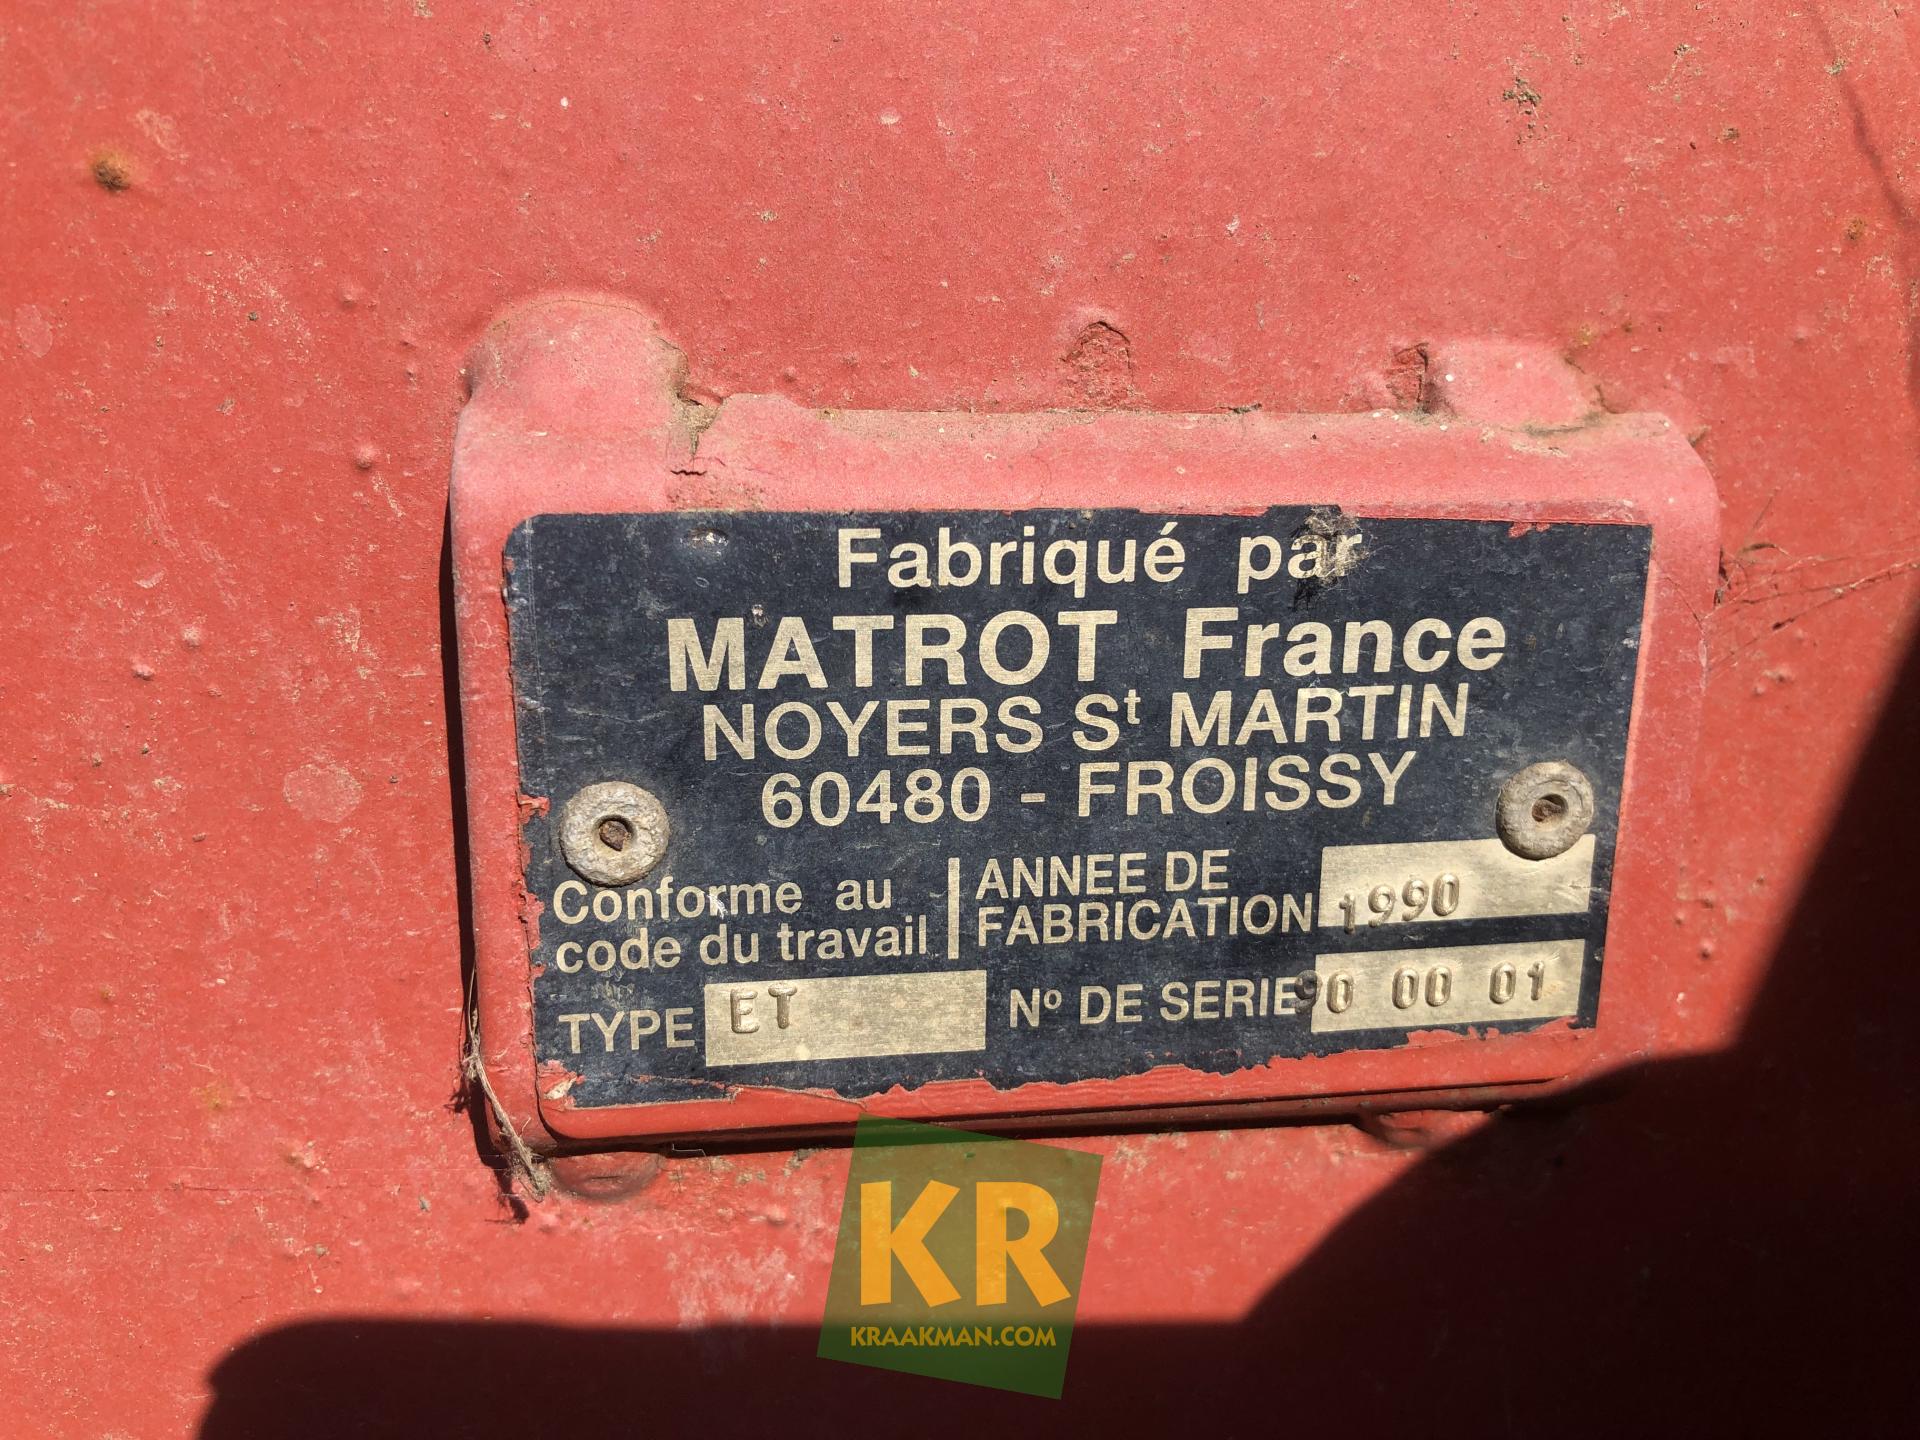 Fabriqué par
MATROT France
NOYERS St MARTIN
60480 - FROISSY
Conforme au
code du travail
ANNEE DE
FABRICATION 1990
TYPE ET
Nº DE SERIE 90 00 01
KR
KRAAKMAN.COM